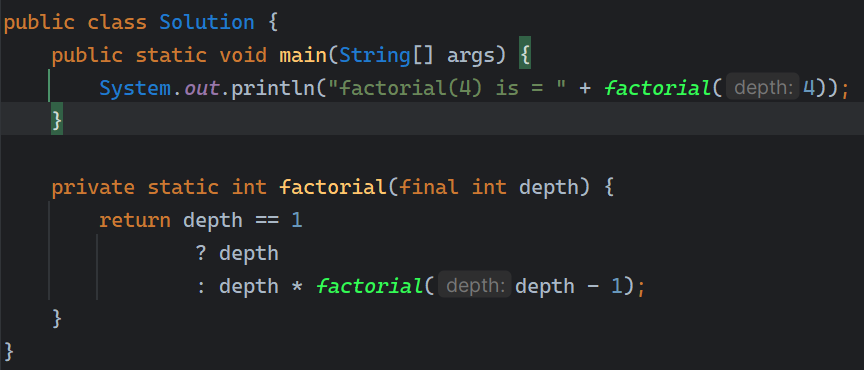 public class Solution {
    public static void main(String[] args) {
        System.out.println("factorial(4) is = " + factorial( depth: 4));
    }
    private static int factorial(final int depth) {
        return depth == 1
                ? depth
                : depth * factorial( depth: depth - 1);
    }
}